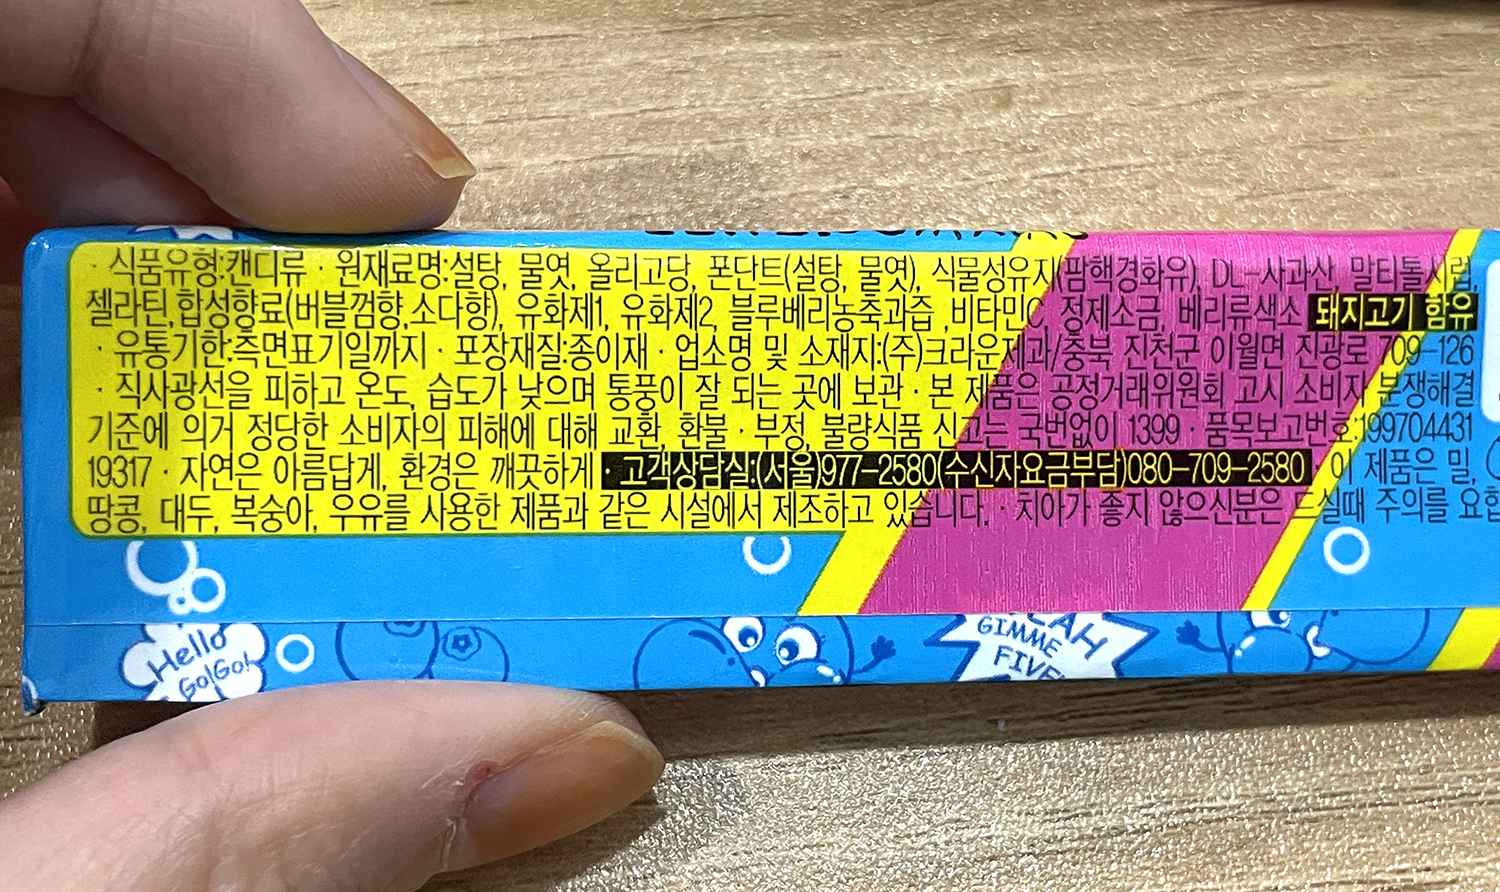 · 식품유형:캔디류 · 원재료명:설탕, 물엿, 올리고당, 폰단트(설탕, 물엿), 식물성유지(팜핵경화유), DL-사과산, 말티톨시럽,
젤라틴,합성향료(버블껌향,소다향), 유화제1, 유화제2, 블루베리농축과즙 ,비타민C, 정제소금, 베리류색소 돼지고기 함유
· 유통기한:측면표기일까지 · 포장재질:종이재 · 업소명 및 소재지:(주)크라운제과/충북 진천군 이월면 진광로 709-126
· 직사광선을 피하고 온도, 습도가 낮으며 통풍이 잘 되는 곳에 보관 · 본 제품은 공정거래위원회 고시 소비자 분쟁해결
기준에 의거 정당한 소비자의 피해에 대해 교환, 환불 · 부정, 불량식품 신고는 국번없이 1399 · 품목보고번호:199704431
19317 · 자연은 아름답게, 환경은 깨끗하게 · 고객상담실:(서울)977-2580(수신자요금부담)080-709-2580 이 제품은 밀,
땅콩, 대두, 복숭아, 우유를 사용한 제품과 같은 시설에서 제조하고 있습니다. · 치아가 좋지 않으신분은 드실때 주의를 요합
Hello
Go!Go!
GIMME
FIVE